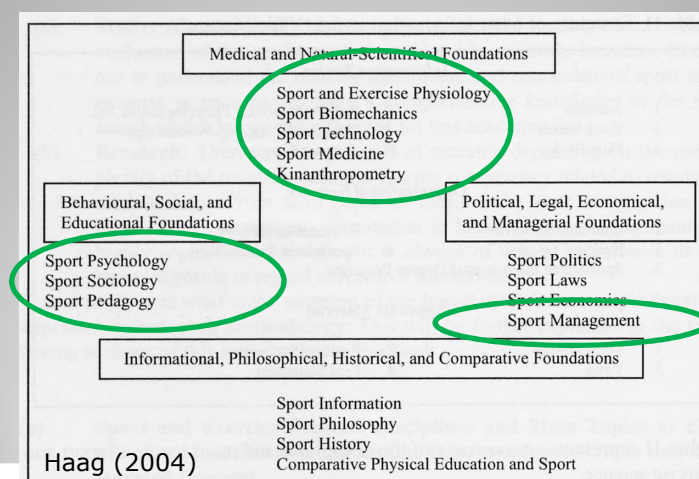 Medical and Natural-Scientifical Foundations
Sport and Exercise Physiology
Sport Biomechanics
Sport Technology
Sport Medicine
Kinanthropometry
Behavioural, Social, and
Educational Foundations
Sport Psychology
Sport Sociology
Sport Pedagogy
Political, Legal, Economical,
and Managerial Foundations
Sport Politics
Sport Laws
Sport Economics
Sport Management
Informational, Philosophical, Historical, and Comparative Foundations
Sport Information
Sport Philosophy
Sport History
Comparative Physical Education and Sport
Haag (2004)